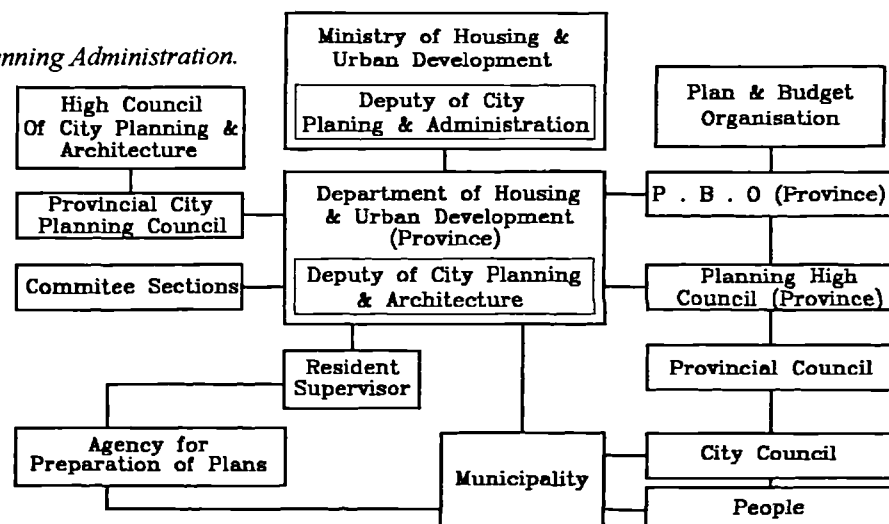 enning Administration.
Ministry of Housing &
Urban Development
Deputy of City
Planing & Administration
High Council
Of City Planning &
Architecture
Plan & Budget
Organisation
Provincial City
Planning Council
Department of Housing
& Urban Development
(Province)
P . B . O (Province)
Commitee Sections
Deputy of City Planning
& Architecture
Planning High
Council (Province)
Resident
Supervisor
Provincial Council
Agency for
Preparation of Plans
Municipality
City Council
People